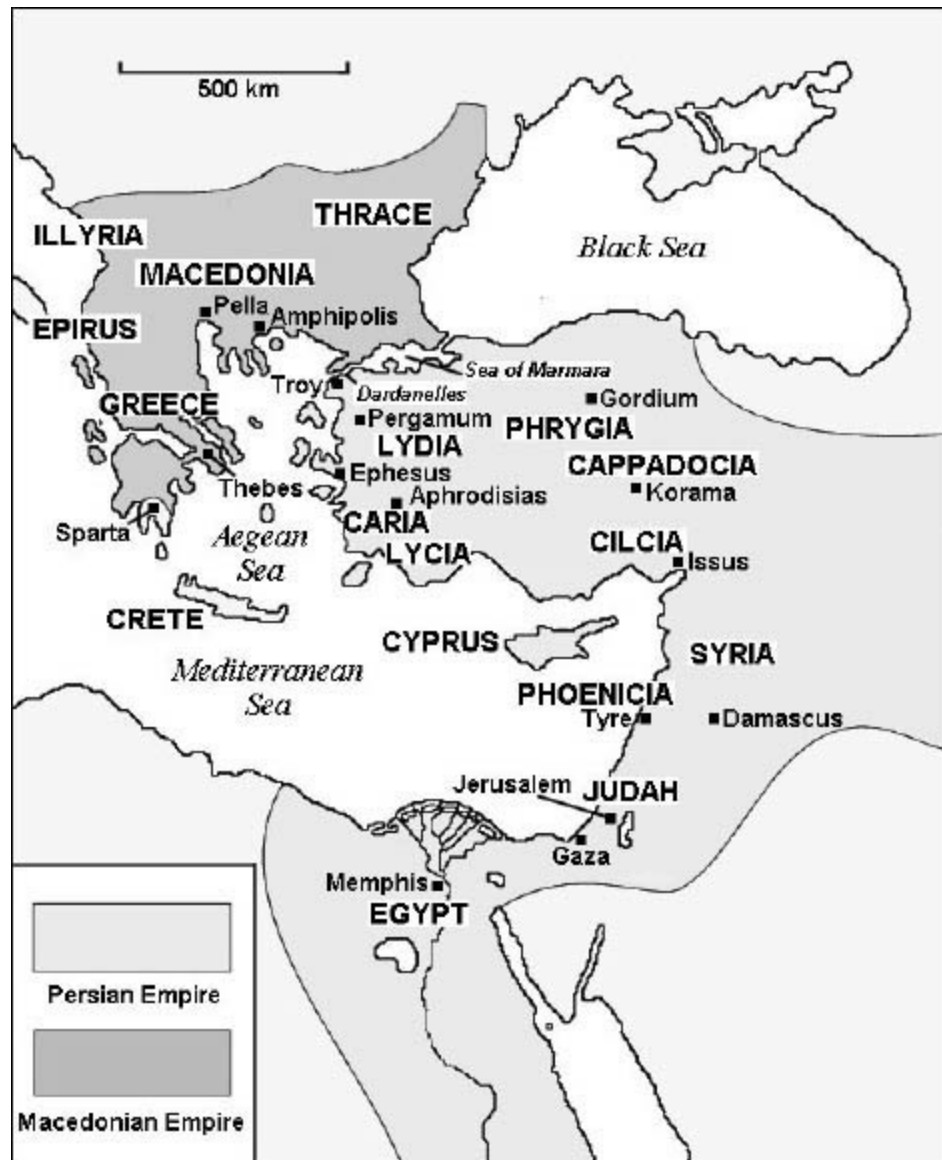 500 km
THRACE
ILLYRIA
Black Sea
MACEDONIA
Pella
Amphipolis
EPIRUS
Sea of Marmara
Troy
Dardanelles
GREECE
Gordium
Pergamum
PHRYGIA
LYDIA
CAPPADOCIA
Ephesus
Thebes
Korama
Aphrodisias
Sparta
CARIA
Aegean
Sea
LYCIA
CILCIA
Issus
CRETE
CYPRUS
SYRIA
Mediterranean
Sea
PHOENICIA
Tyre
Damascus
Jerusalem
JUDAH
Gaza
Memphis
EGYPT
Persian Empire
Macedonian Empire